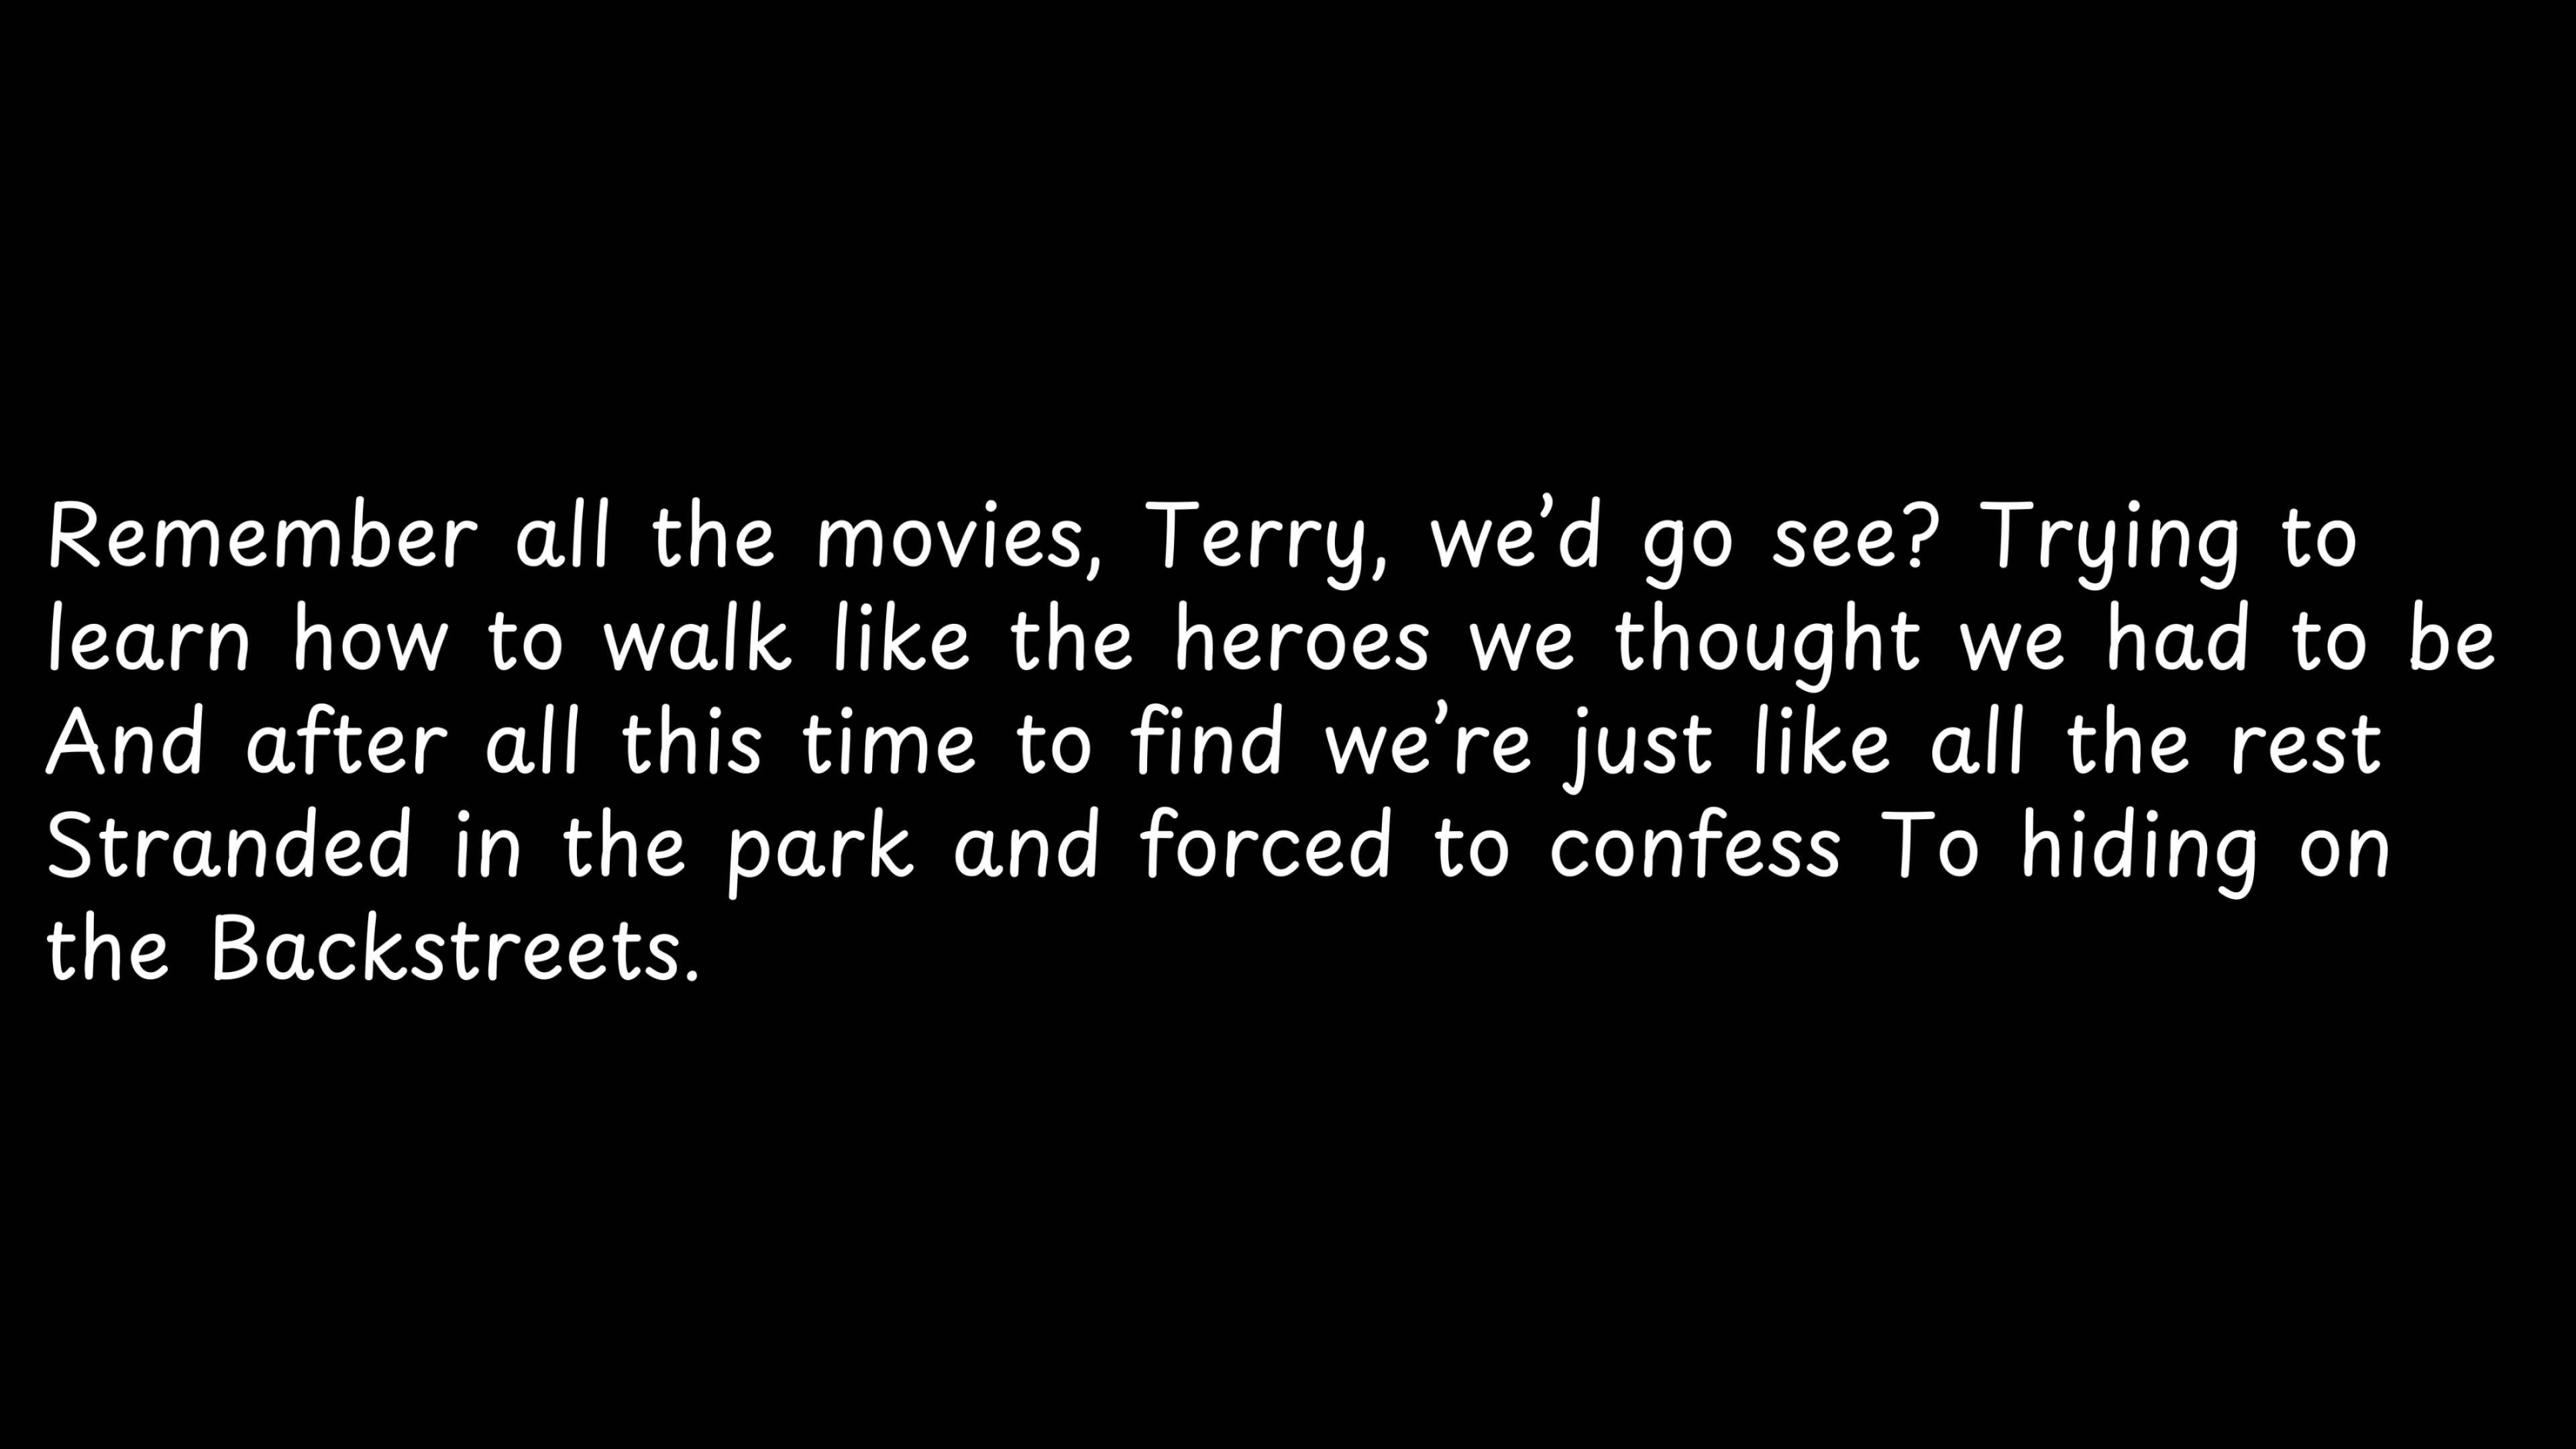 Remember all the movies, Terry, we’d go see? Trying to
learn how to walk like the heroes we thought we had to be
And after all this time to find we’re just like all the rest
Stranded in the park and forced to confess To hiding on
the Backstreets.